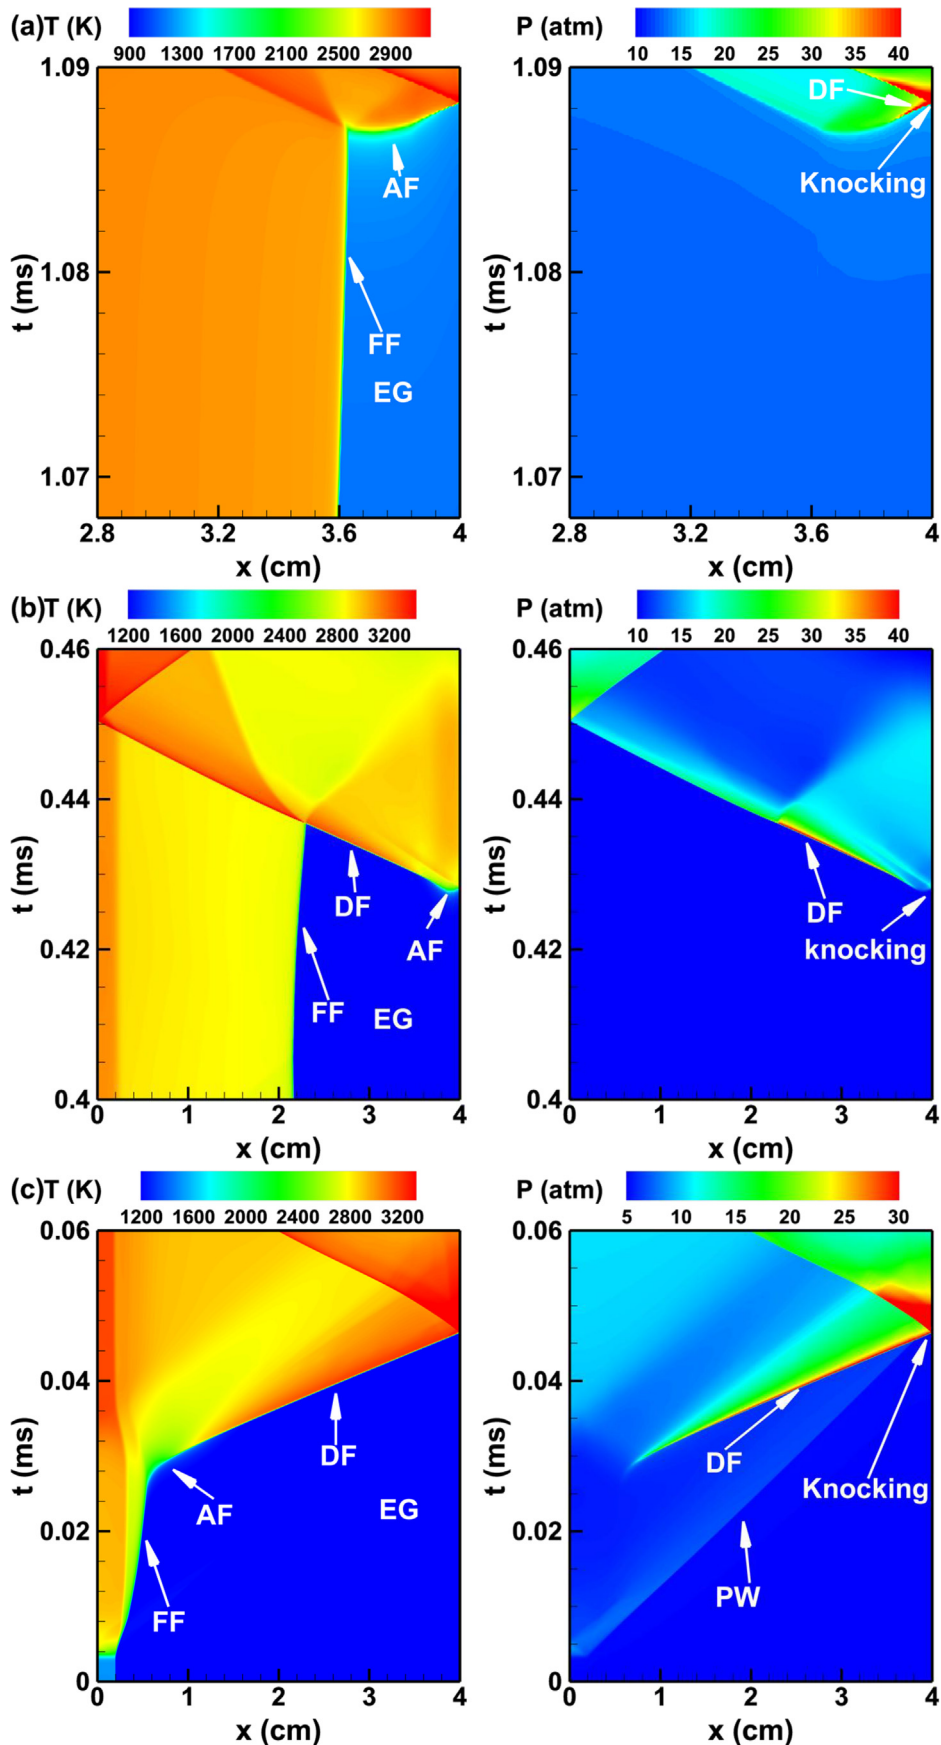 (a) T (K)
900 1300 1700 2100 2500 2900
1.09
1.08
1.07
t (ms)
AF
FF
EG
2.8 3.2 3.6 4
x (cm)
P (atm)
10 15 20 25 30 35 40
1.09
1.08
1.07
t (ms)
DF
Knocking
2.8 3.2 3.6 4
x (cm)
(b) T (K)
1200 1600 2000 2400 2800 3200
0.46
0.44
0.42
0.4
t (ms)
DF
AF
FF
EG
0 1 2 3 4
x (cm)
P (atm)
10 15 20 25 30 35 40
0.46
0.44
0.42
0.4
t (ms)
DF
knocking
0 1 2 3 4
x (cm)
(c) T (K)
1200 1600 2000 2400 2800 3200
0.06
0.04
0.02
0
t (ms)
DF
AF
EG
FF
0 1 2 3 4
x (cm)
P (atm)
5 10 15 20 25 30
0.06
0.04
0.02
0
t (ms)
DF
Knocking
PW
0 1 2 3 4
x (cm)